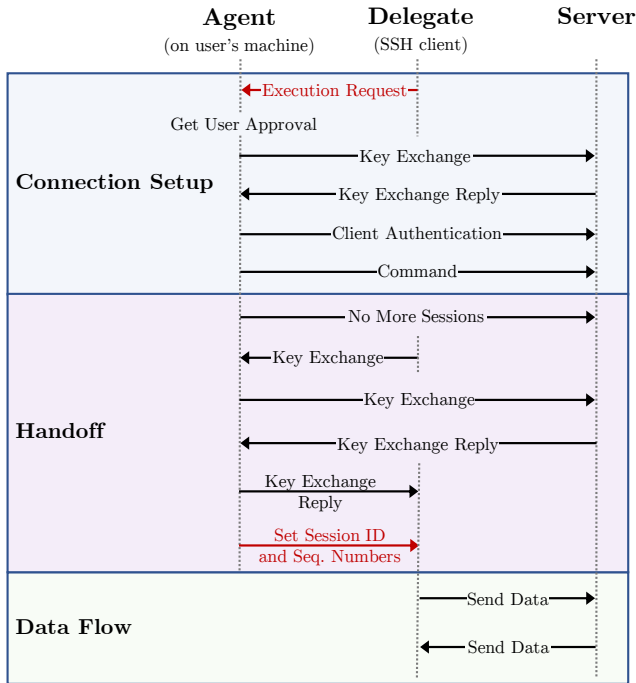 Agent
Delegate
Server
(on user's machine)
(SSH client)
Execution Request
Get User Approval
Key Exchange
Connection Setup
Key Exchange Reply
Client Authentication
Command
No More Sessions
Key Exchange
Key Exchange
Handoff
Key Exchange Reply
Key Exchange
Reply
Set Session ID
and Seq. Numbers
Send Data
Data Flow
Send Data